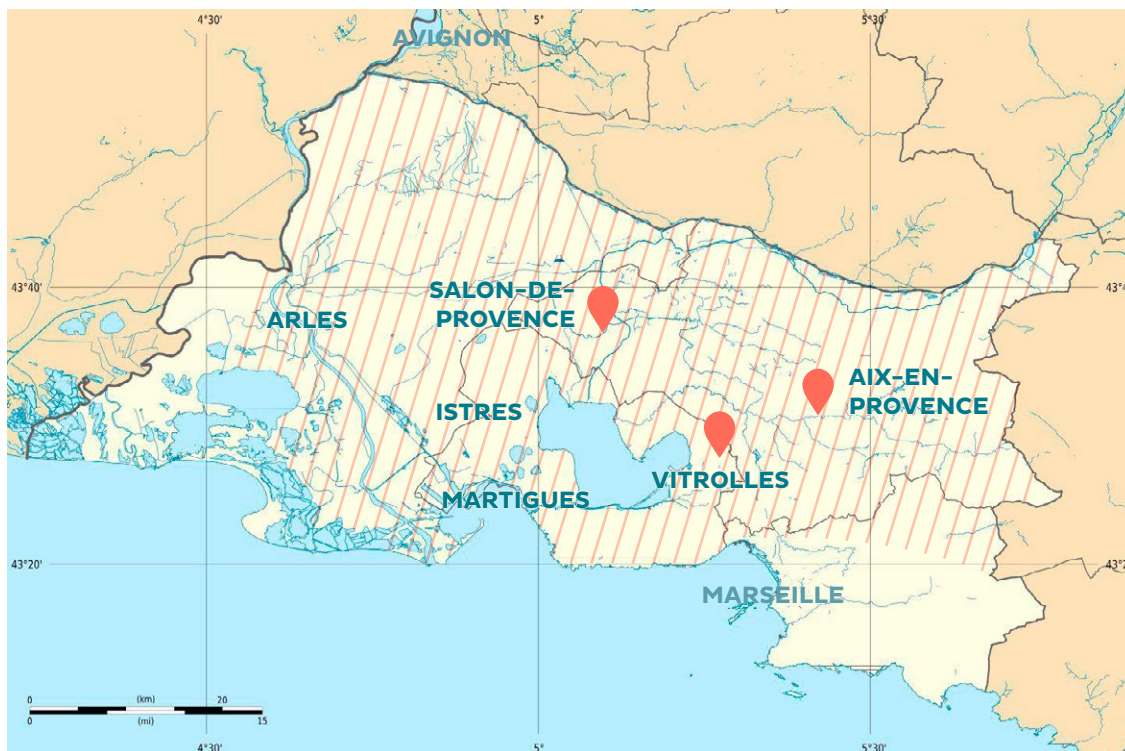 4°30'
5°
5°30'
AVIGNON
43°40'
43°4
SALON-DE-
PROVENCE
ARLES
AIX-EN-
PROVENCE
ISTRES
VITROLLES
MARTIGUES
43°20'
43°2
MARSEILLE
0 (km) 20
0 (mi) 15
4°30'
5°
5°30'